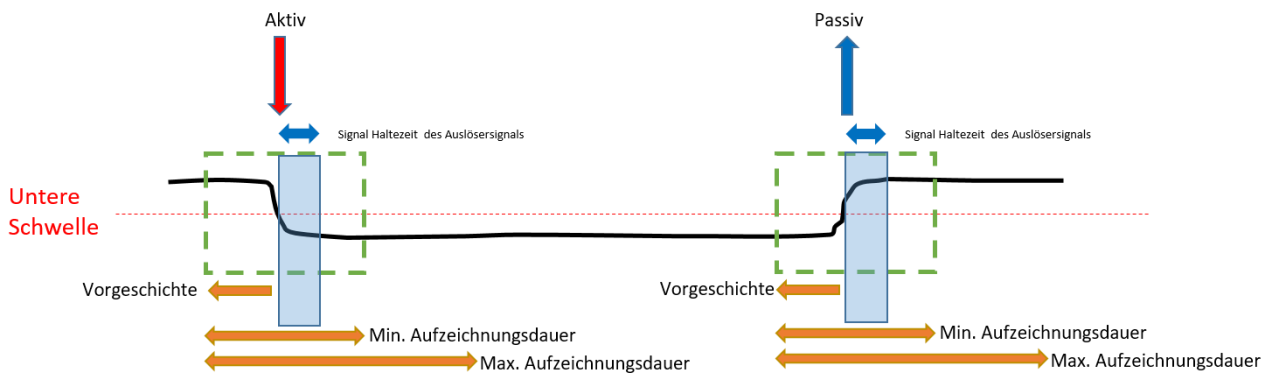 Aktiv
Passiv
Signal Haltezeit des Auslösersignals
Signal Haltezeit des Auslösersignals
Untere
Schwelle
Vorgeschichte
Vorgeschichte
Min. Aufzeichnungsdauer
Min. Aufzeichnungsdauer
Max. Aufzeichnungsdauer
Max. Aufzeichnungsdauer